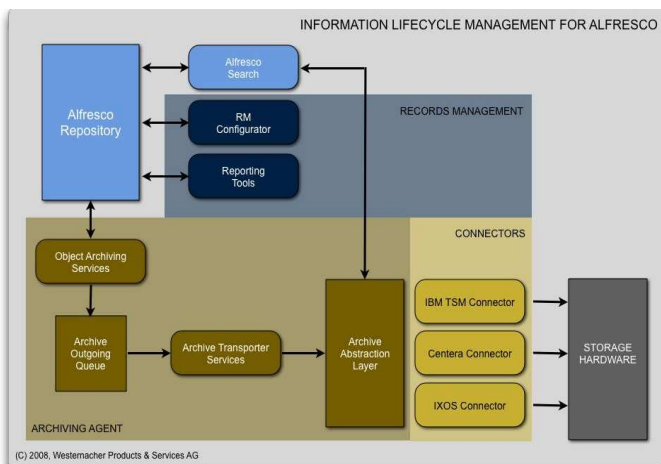 INFORMATION LIFECYCLE MANAGEMENT FOR ALFRESCO
Alfresco
Search
Alfresco
Repository
RECORDS MANAGEMENT
RM
Configurator
Reporting
Tools
CONNECTORS
Object Archiving
Services
IBM TSM Connector
Archive
Outgoing
Queue
Archive Transporter
Services
Archive
Abstraction
Layer
Centera Connector
STORAGE
HARDWARE
IXOS Connector
ARCHIVING AGENT
(C) 2008, Westernacher Products & Services AG